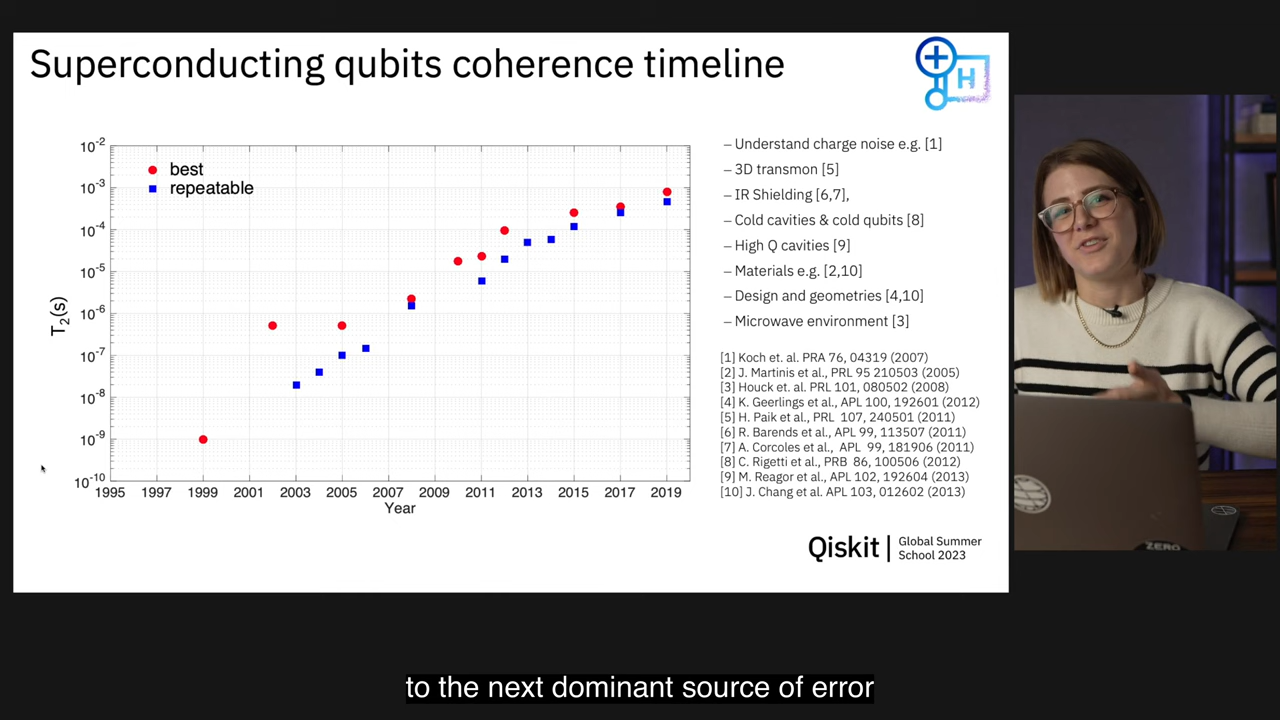 Superconducting qubits coherence timeline
H
10-2
10-3
10-4
10-5
10-6
10-7
10-8
10-9
10-10
best
repeatable
T2(s)
1995 1997 1999 2001 2003 2005 2007 2009 2011 2013 2015 2017 2019
Year
– Understand charge noise e.g. [1]
– 3D transmon [5]
– IR Shielding [6,7],
– Cold cavities & cold qubits [8]
– High Q cavities [9]
– Materials e.g. [2,10]
– Design and geometries [4,10]
– Microwave environment [3]
[1] Koch et. al. PRA 76, 04319 (2007)
[2] J. Martinis et al., PRL 95 210503 (2005)
[3] Houck et. al. PRL 101, 080502 (2008)
[4] K. Geerlings et al., APL 100, 192601 (2012)
[5] H. Paik et al., PRL 107, 240501 (2011)
[6] R. Barends et al., APL 99, 113507 (2011)
[7] A. Corcoles et al., APL 99, 181906 (2011)
[8] C. Rigetti et al., PRB 86, 100506 (2012)
[9] M. Reagor et al., APL 102, 192604 (2013)
[10] J. Chang et al. APL 103, 012602 (2013)
Qiskit | Global Summer
School 2023
ZERO
to the next dominant source of error